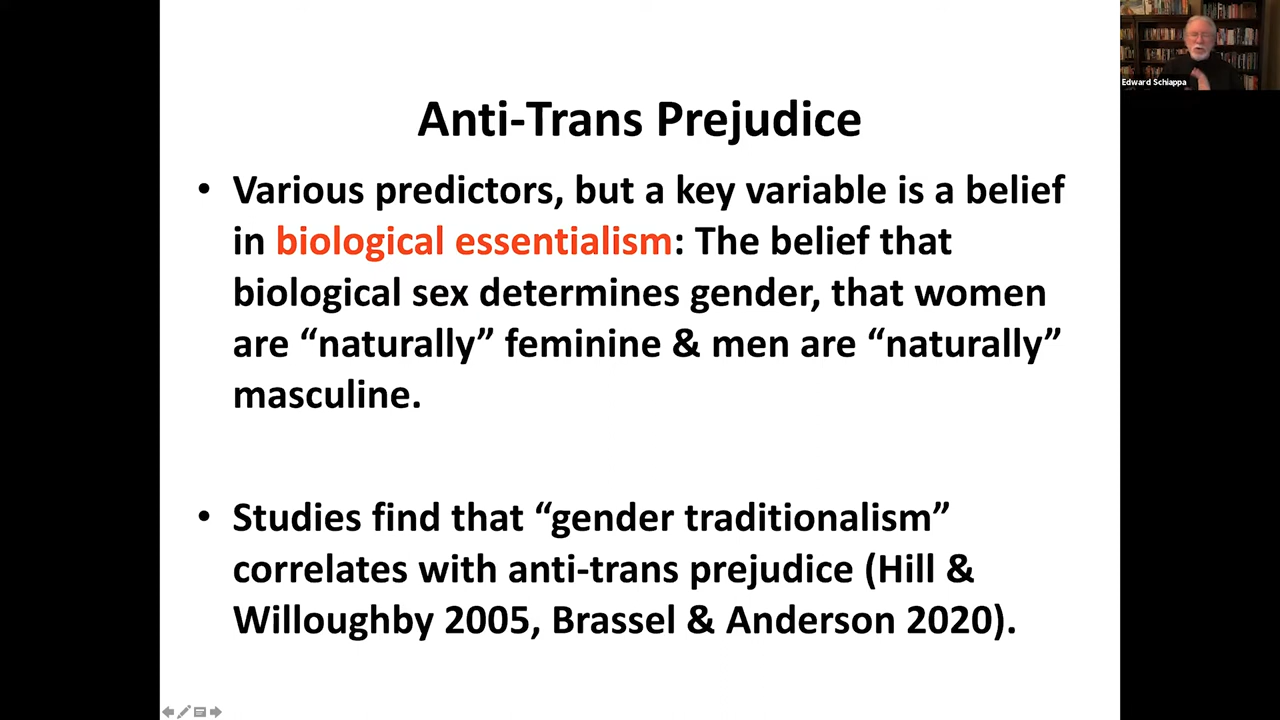 Edward Schiappa
Anti-Trans Prejudice
• Various predictors, but a key variable is a belief
in biological essentialism: The belief that
biological sex determines gender, that women
are “naturally” feminine & men are “naturally”
masculine.
• Studies find that “gender traditionalism”
correlates with anti-trans prejudice (Hill &
Willoughby 2005, Brassel & Anderson 2020).